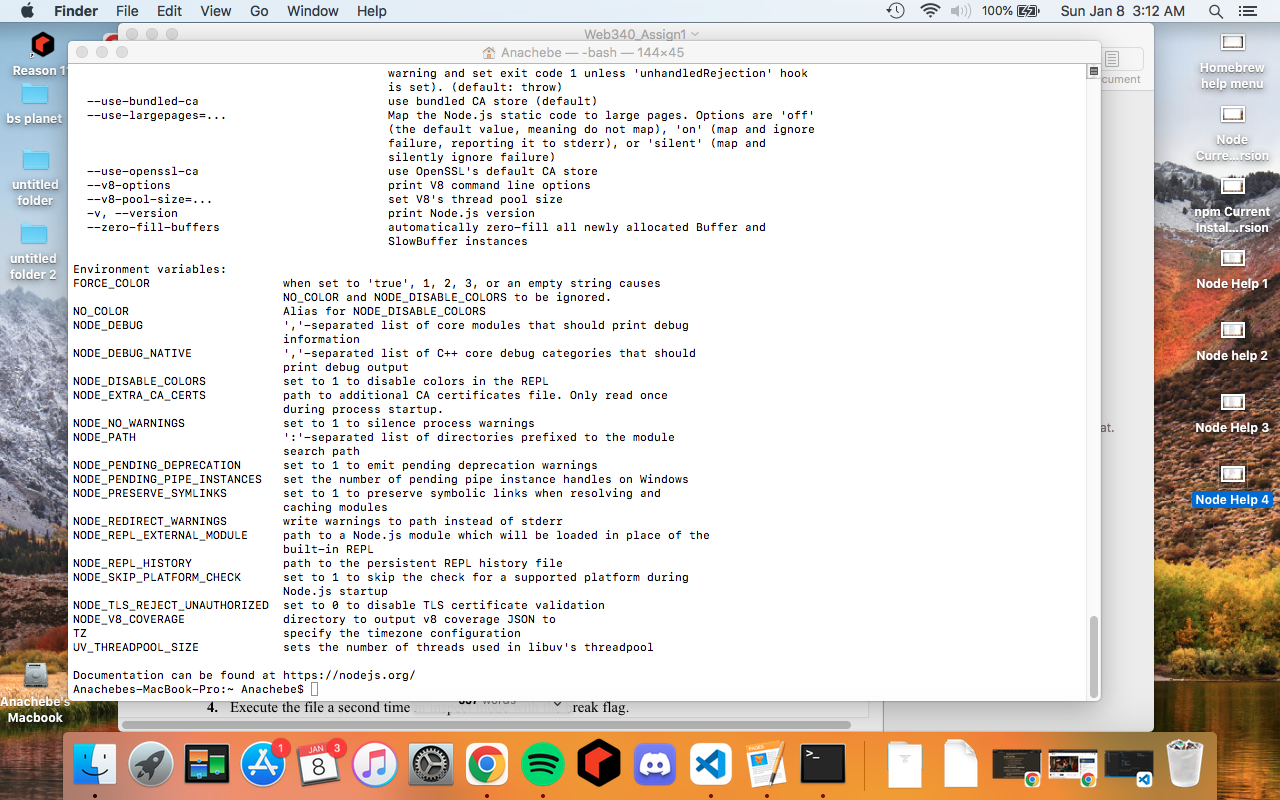 Finder File Edit View Go Window Help 100% Sun Jan 8 3:12 AM
Web340_Assign1
Anachebe — -bash — 144×45
warning and set exit code 1 unless 'unhandledRejection' hook
is set). (default: throw)
--use-bundled-ca use bundled CA store (default)
--use-largepages=... Map the Node.js static code to large pages. Options are 'off'
(the default value, meaning do not map), 'on' (map and ignore
failure, reporting it to stderr), or 'silent' (map and
silently ignore failure)
--use-openssl-ca use OpenSSL's default CA store
--v8-options print V8 command line options
--v8-pool-size=... set V8's thread pool size
-v, --version print Node.js version
--zero-fill-buffers automatically zero-fill all newly allocated Buffer and
SlowBuffer instances
Environment variables:
FORCE_COLOR when set to 'true', 1, 2, 3, or an empty string causes
NO_COLOR and NODE_DISABLE_COLORS to be ignored.
NO_COLOR Alias for NODE_DISABLE_COLORS
NODE_DEBUG ','-separated list of core modules that should print debug
information
NODE_DEBUG_NATIVE ','-separated list of C++ core debug categories that should
print debug output
NODE_DISABLE_COLORS set to 1 to disable colors in the REPL
NODE_EXTRA_CA_CERTS path to additional CA certificates file. Only read once
during process startup.
NODE_NO_WARNINGS set to 1 to silence process warnings
NODE_PATH ':'-separated list of directories prefixed to the module
search path
NODE_PENDING_DEPRECATION set to 1 to emit pending deprecation warnings
NODE_PENDING_PIPE_INSTANCES set the number of pending pipe instance handles on Windows
NODE_PRESERVE_SYMLINKS set to 1 to preserve symbolic links when resolving and
caching modules
NODE_REDIRECT_WARNINGS write warnings to path instead of stderr
NODE_REPL_EXTERNAL_MODULE path to a Node.js module which will be loaded in place of the
built-in REPL
NODE_REPL_HISTORY path to the persistent REPL history file
NODE_SKIP_PLATFORM_CHECK set to 1 to skip the check for a supported platform during
Node.js startup
NODE_TLS_REJECT_UNAUTHORIZED set to 0 to disable TLS certificate validation
NODE_V8_COVERAGE directory to output v8 coverage JSON to
TZ specify the timezone configuration
UV_THREADPOOL_SIZE sets the number of threads used in libuv's threadpool
Documentation can be found at https://nodejs.org/
Anachebes-MacBook-Pro:~ Anachebe$
4. Execute the file a second time reak flag.
words
cument
at.
Reason 1
bs planet
untitled
folder
untitled
folder 2
Anachebe's
Macbook
Homebrew
help menu
Node
Curre...rsion
npm Current
Instal...rsion
Node Help 1
Node help 2
Node Help 3
Node Help 4
1
JAN 3
8
PAGES
>_